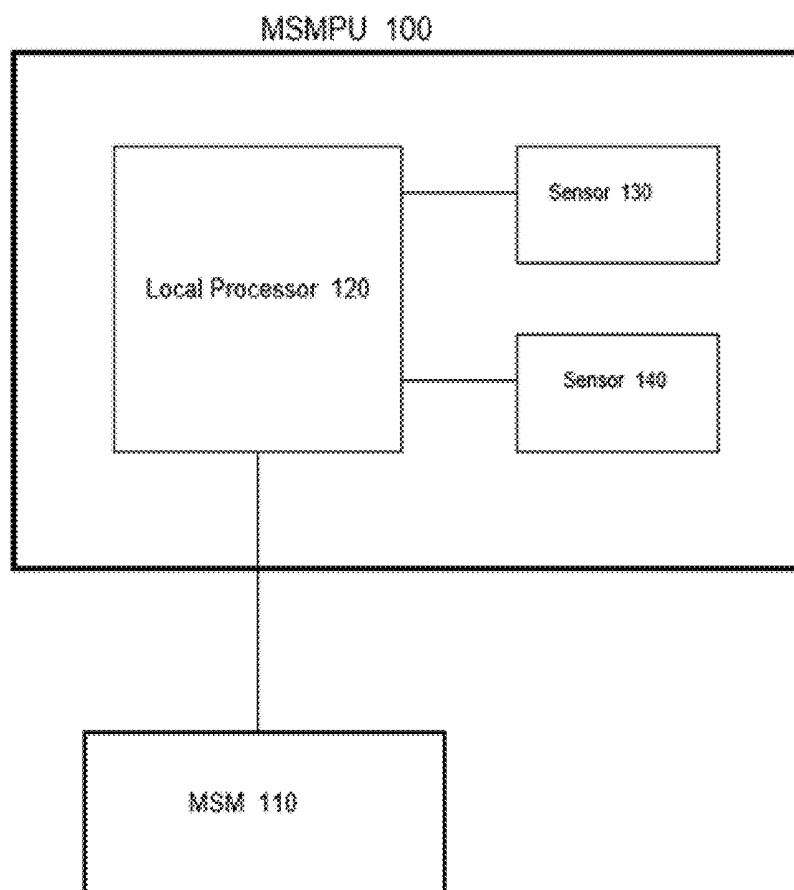 MSMPU 100
Sensor 130
Local Processor 120
Sensor 140
MSM 110